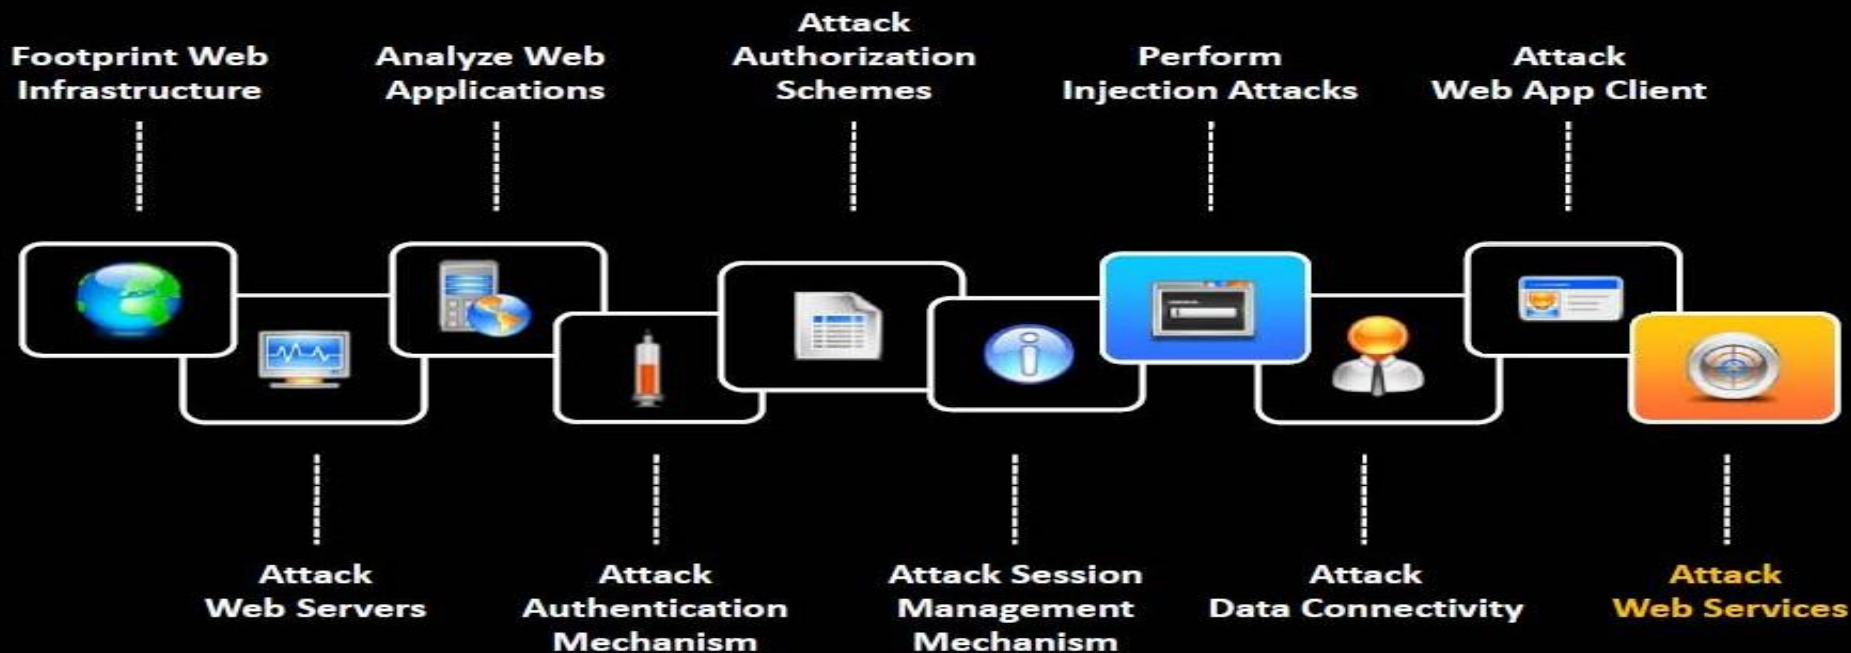 Footprint Web
Infrastructure
Analyze Web
Applications
Attack
Authorization
Schemes
Perform
Injection Attacks
Attack
Web App Client
Attack
Web Servers
Attack
Authentication
Mechanism
Attack Session
Management
Mechanism
Attack
Data Connectivity
Attack
Web Services